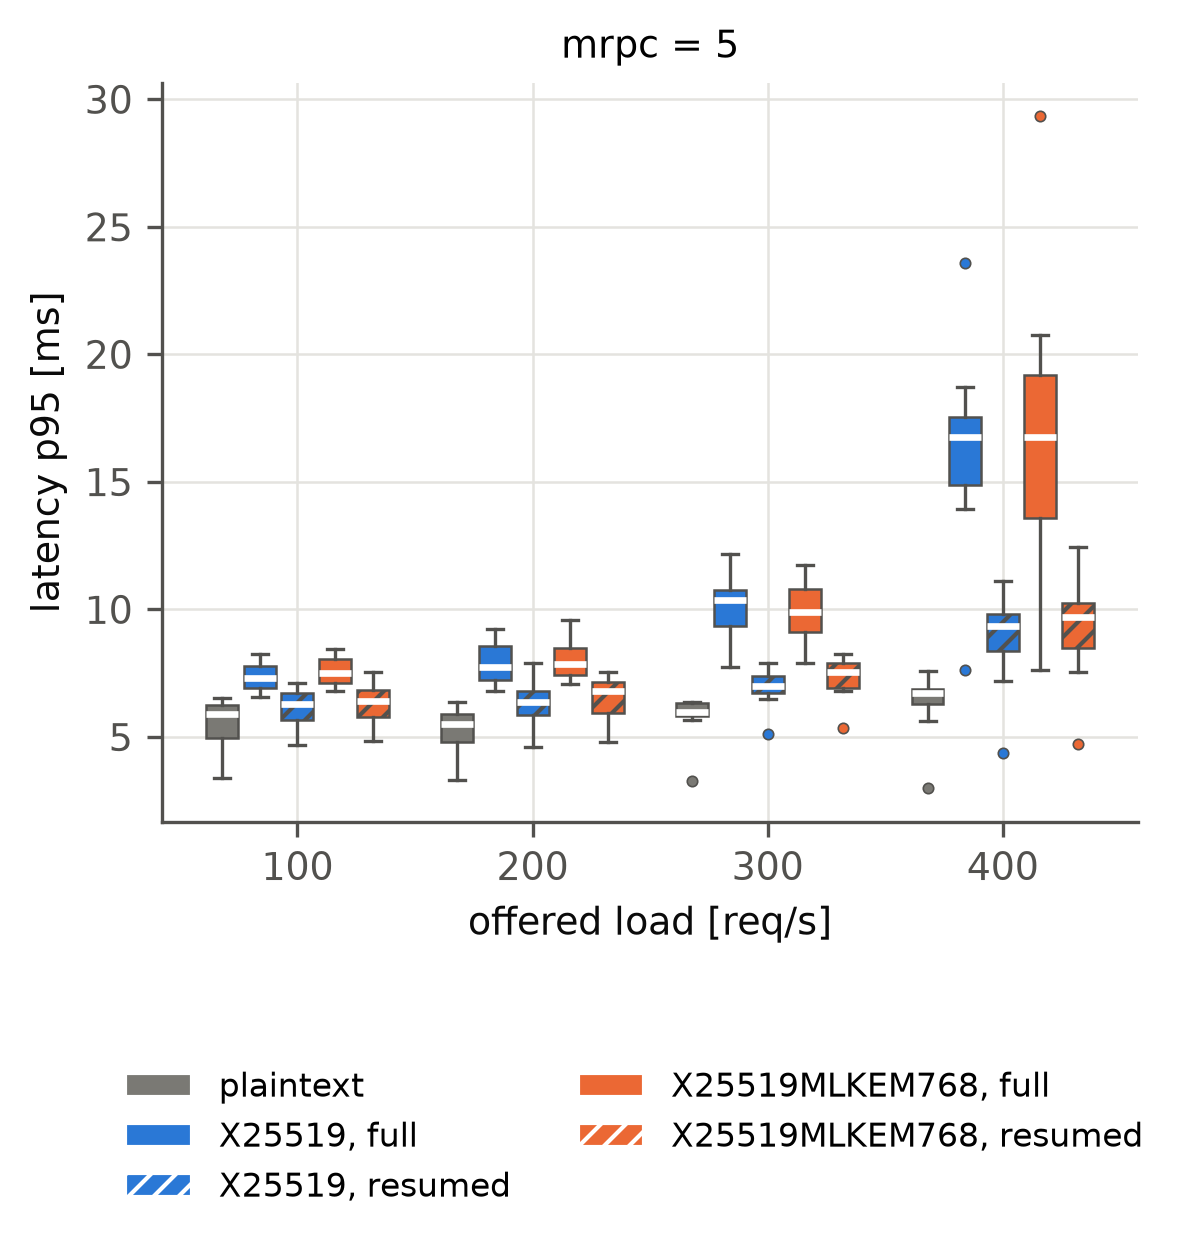 mrpc = 5
30
25
20
15
10
5
latency p95 [ms]
100 200 300 400
offered load [req/s]
plaintext
X25519, full
X25519, resumed
X25519MLKEM768, full
X25519MLKEM768, resumed